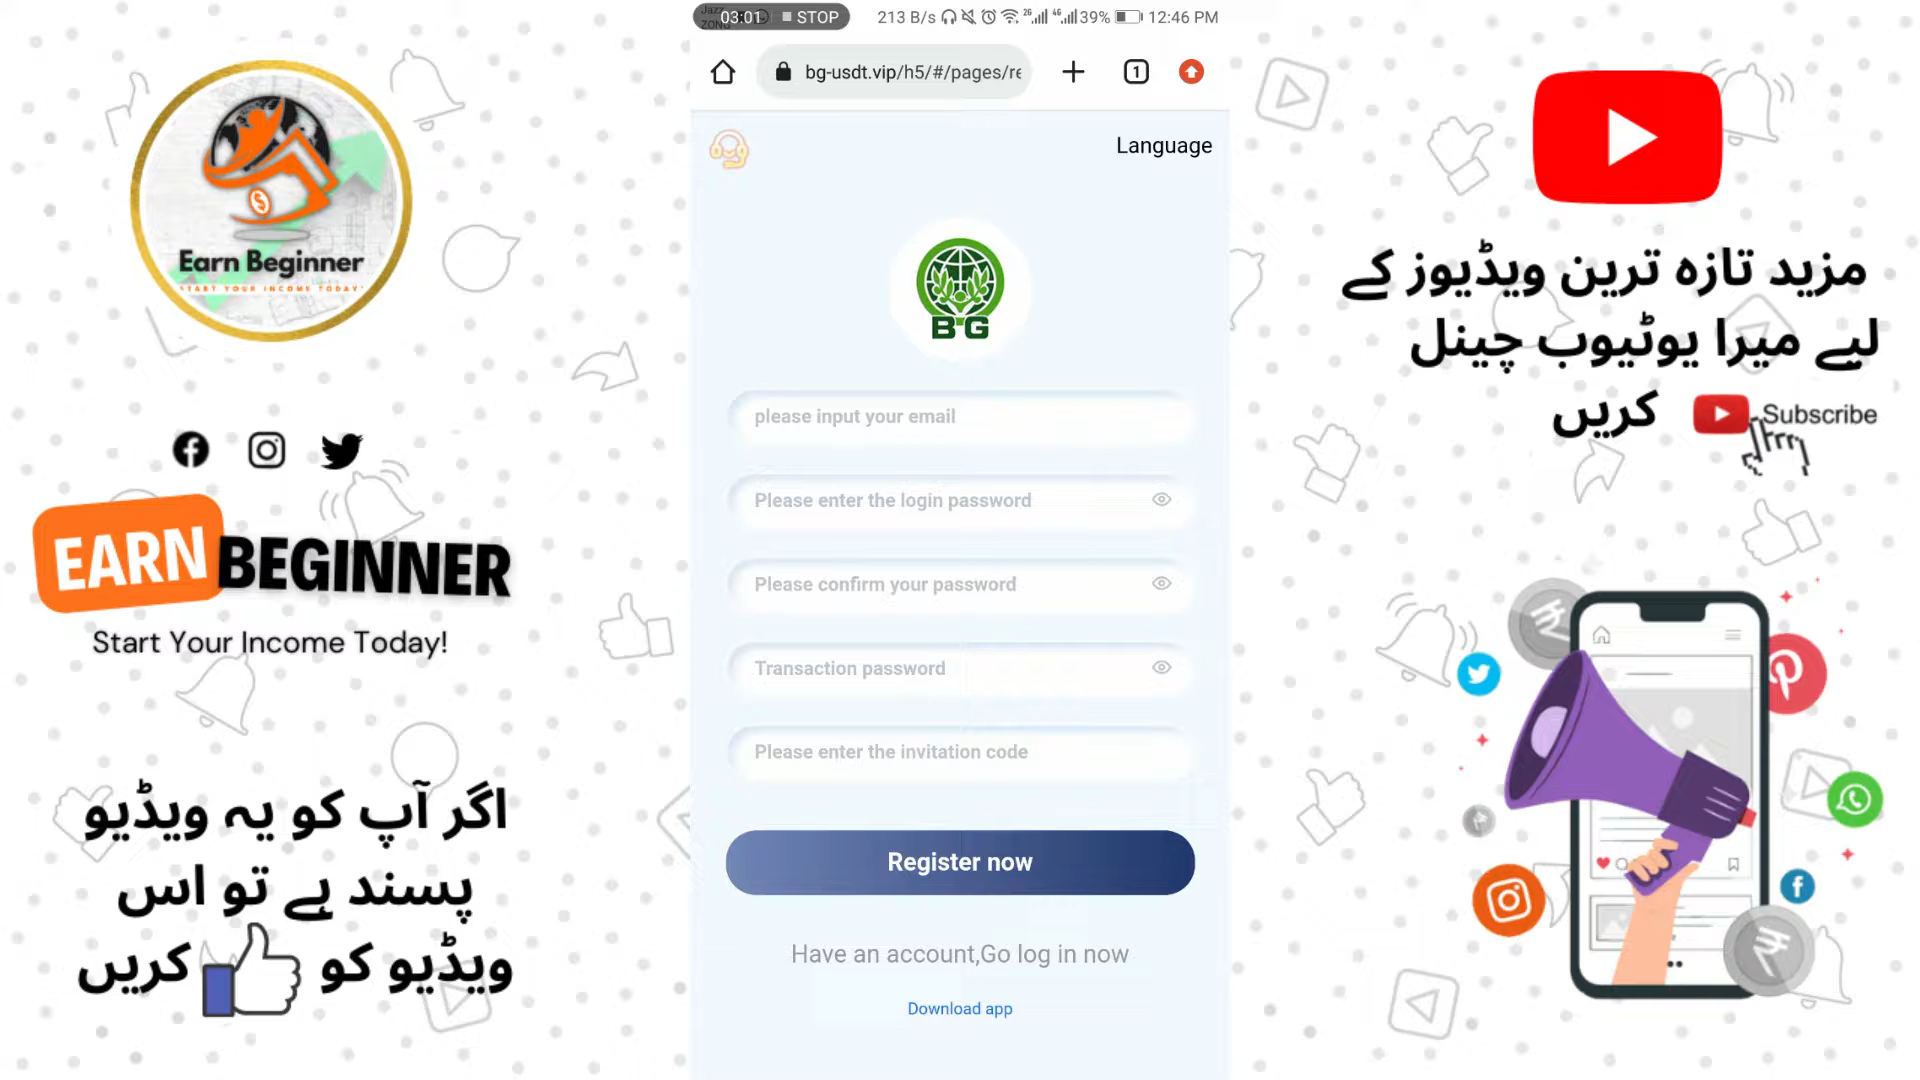 03:01 STOP
213 B/s 2G 4G 39% 12:46 PM
bg-usdt.vip/h5/#/pages/re
1
Language
BG
please input your email
Please enter the login password
Please confirm your password
Transaction password
Please enter the invitation code
Register now
Have an account,Go log in now
Download app
Earn Beginner
START YOUR INCOME TODAY!
EARN BEGINNER
Start Your Income Today!
اگر آپ کو یہ ویڈیو
پسند ہے تو اس
ویڈیو کو کریں
مزید تازہ ترین ویڈیوز کے
لیے میرا یوٹیوب چینل
کریں Subscribe